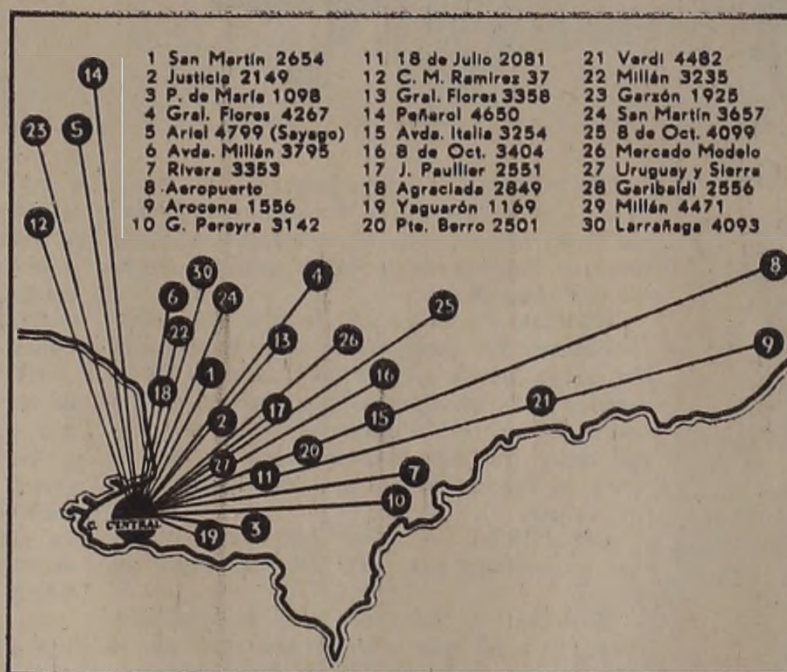 1 San Martín 2654
2 Justicia 2149
3 P. de María 1098
4 Gral. Flores 4267
5 Ariel 4799 (Sayago)
6 Avda. Millán 3795
7 Rivera 3353
8 Aeropuerto
9 Arocena 1556
10 G. Pereyra 3142
11 18 de Julio 2081
12 C. M. Ramirez 37
13 Gral. Flores 3358
14 Peñarol 4650
15 Avda. Italia 3254
16 8 de Oct. 3404
17 J. Paullier 2551
18 Agraciada 2849
19 Yaguarón 1169
20 Pte. Berro 2501
21 Verdi 4482
22 Millán 3235
23 Garzón 1925
24 San Martín 3657
25 8 de Oct. 4099
26 Mercado Modelo
27 Uruguay y Sierra
28 Garibaldi 2556
29 Millán 4471
30 Larrañaga 4093
14
23
5
12
30
6
24
4
8
22
25
13
26
9
1
18
16
21
17
2
15
20
27
11
7
10
CENTRAL
3
19